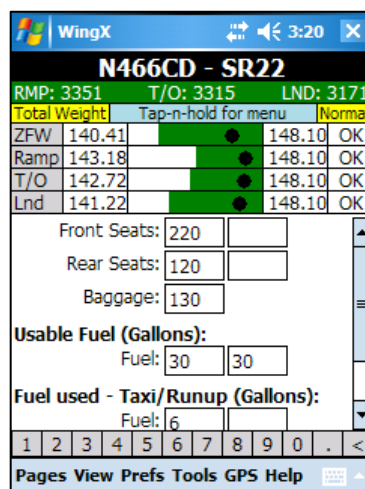 WingX 3:20
N466CD - SR22
RMP: 3351 T/O: 3315 LND: 3171
Total Weight Tap-n-hold for menu Norma
ZFW 140.41 148.10 OK
Ramp 143.18 148.10 OK
T/O 142.72 148.10 OK
Lnd 141.22 148.10 OK
Front Seats: 220
Rear Seats: 120
Baggage: 130
Usable Fuel (Gallons):
Fuel: 30 30
Fuel used - Taxi/Runup (Gallons):
Fuel: 6
1 2 3 4 5 6 7 8 9 0 . <
Pages View Prefs Tools GPS Help